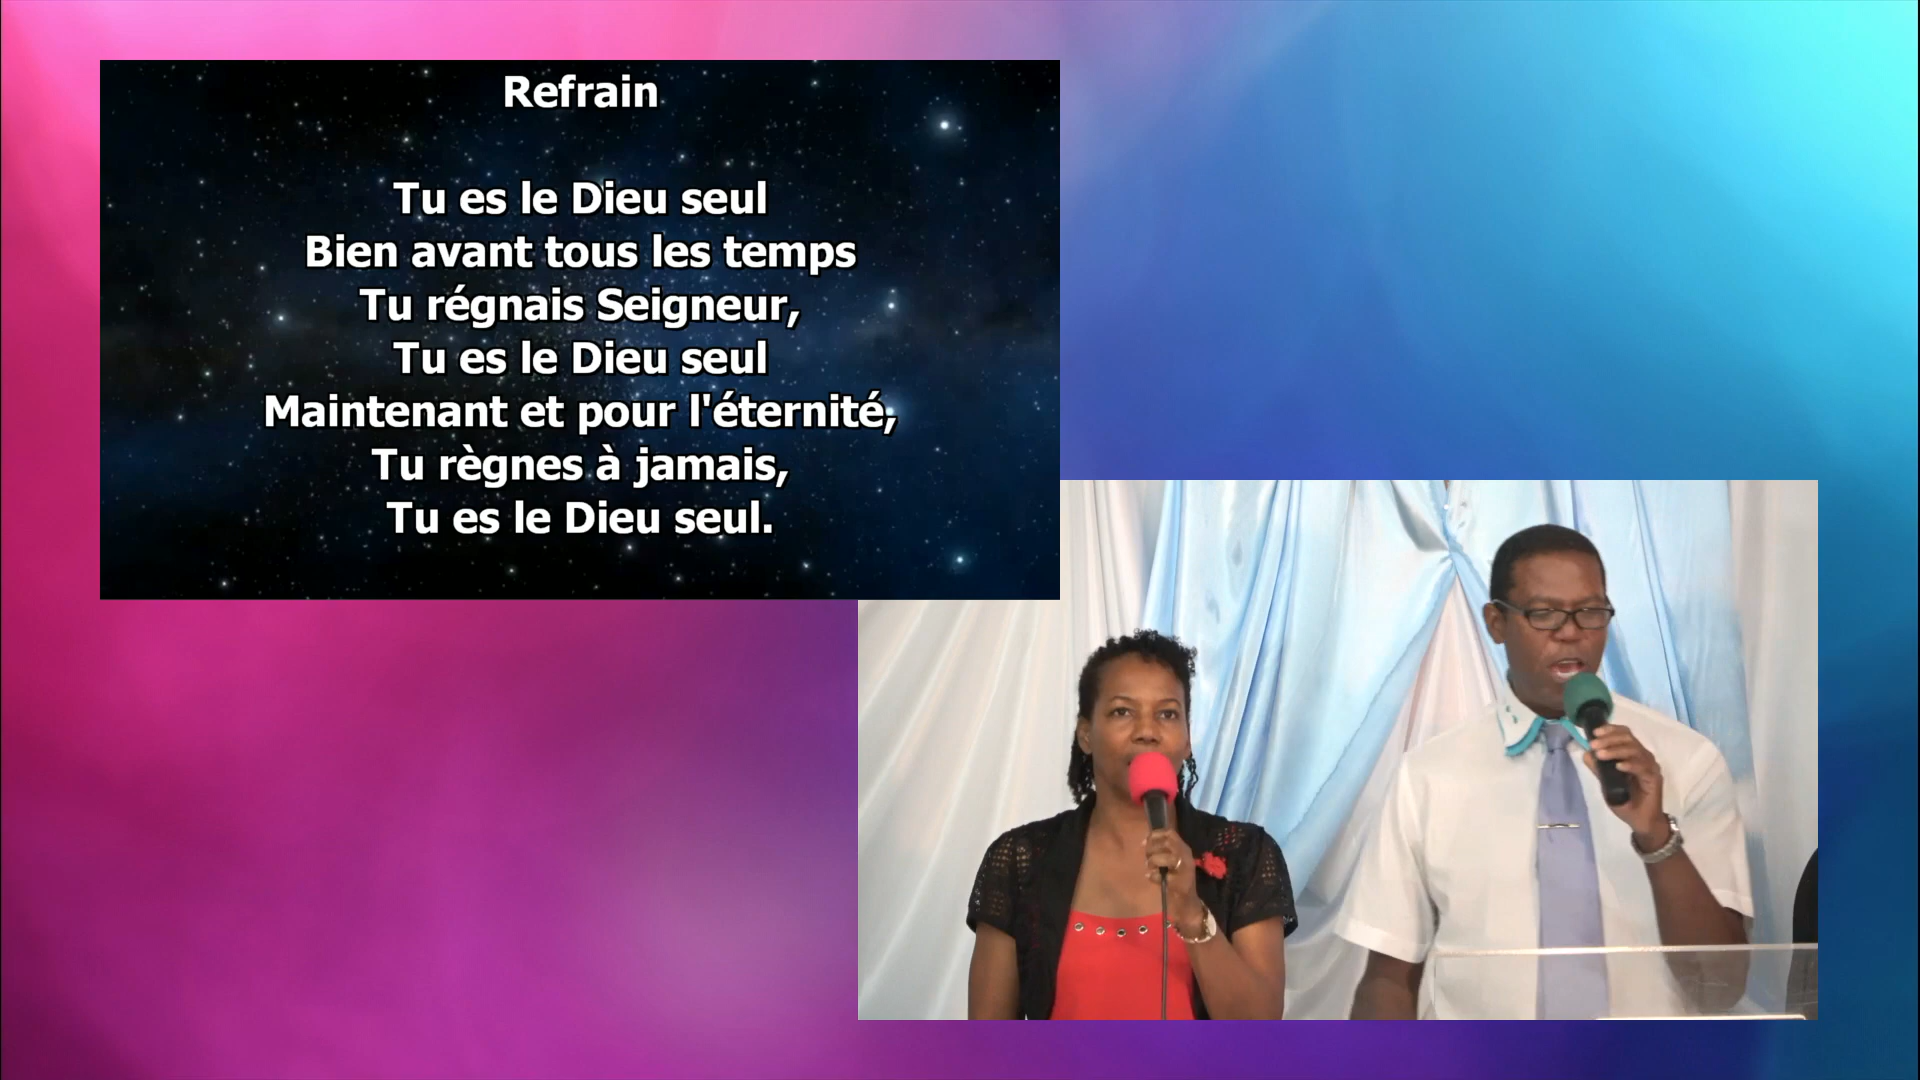 Refrain
Tu es le Dieu seul
Bien avant tous les temps
Tu régnais Seigneur,
Tu es le Dieu seul
Maintenant et pour l'éternité,
Tu règnes à jamais,
Tu es le Dieu seul.